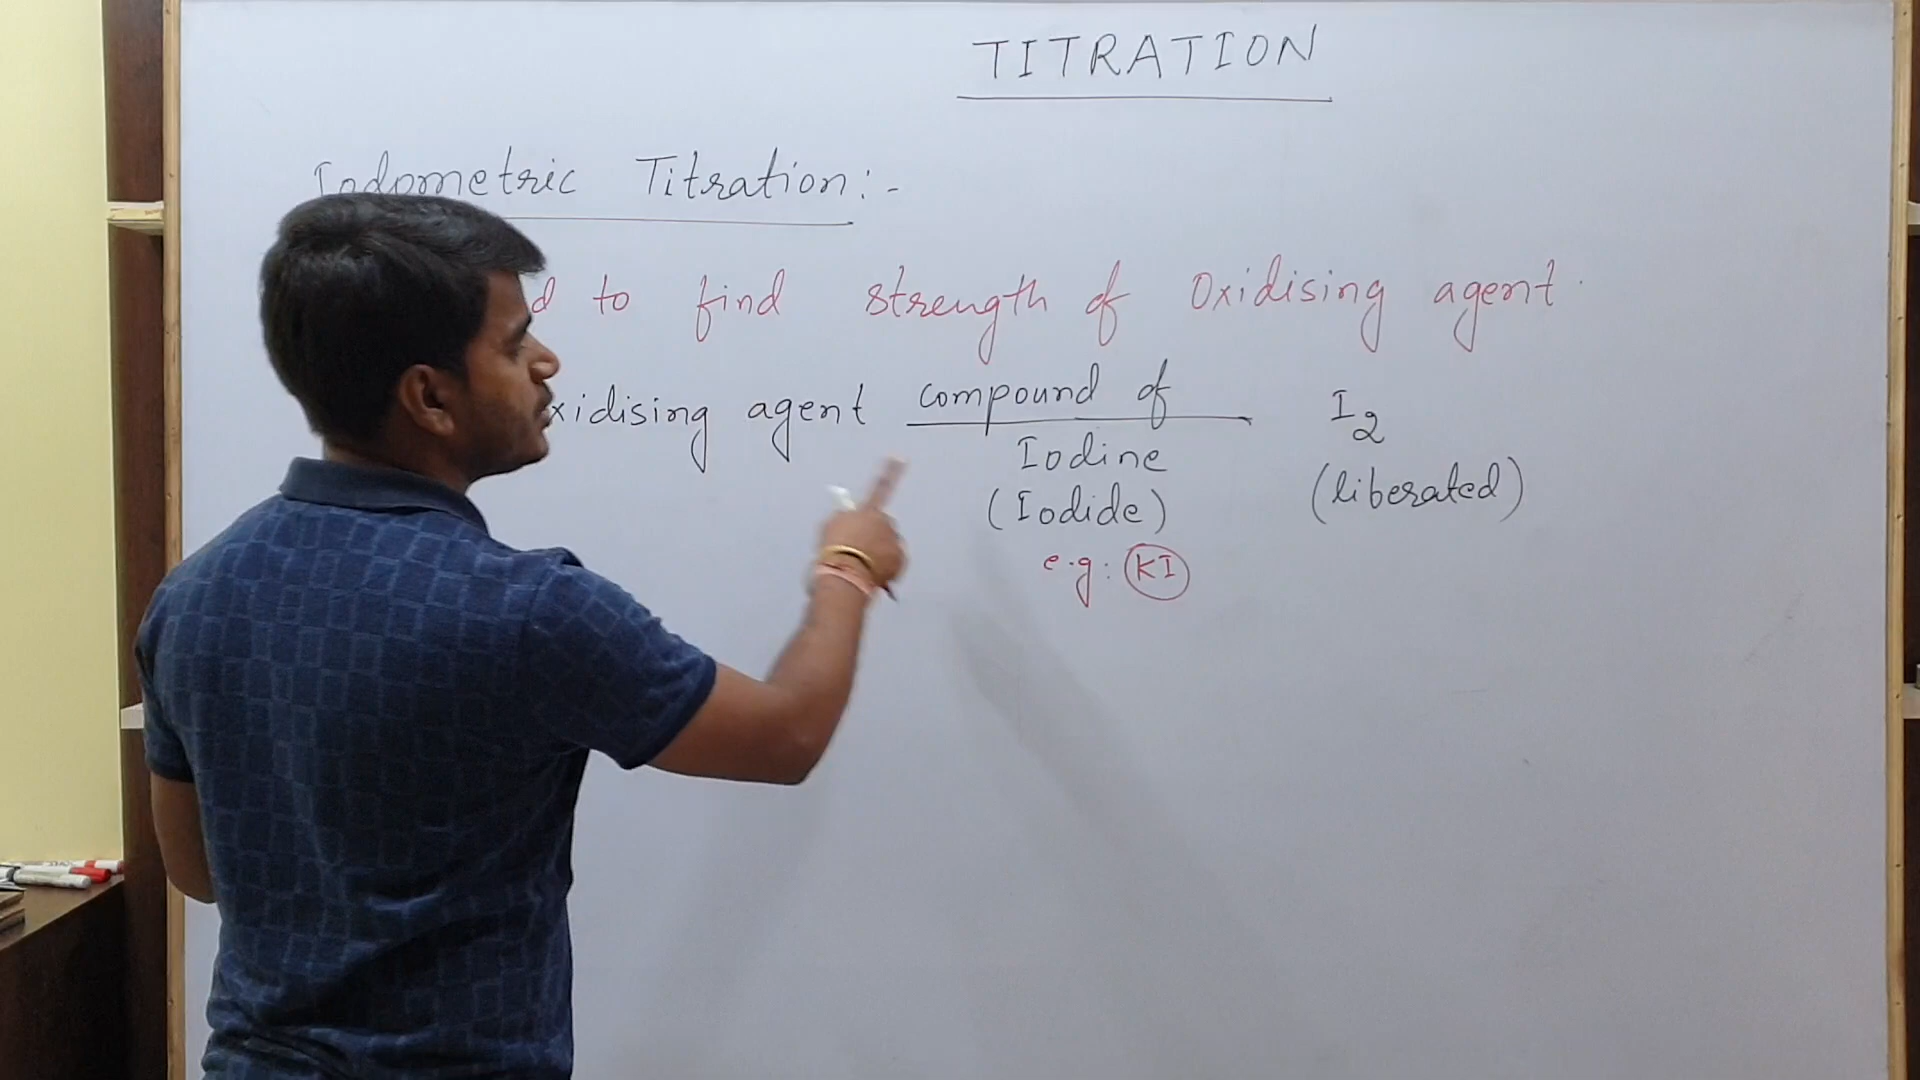 TITRATION
Iodometric Titration:-
d to find strength of Oxidising agent.
xidising agent compound of I2
Iodine
(Iodide) (liberated)
e.g: KI